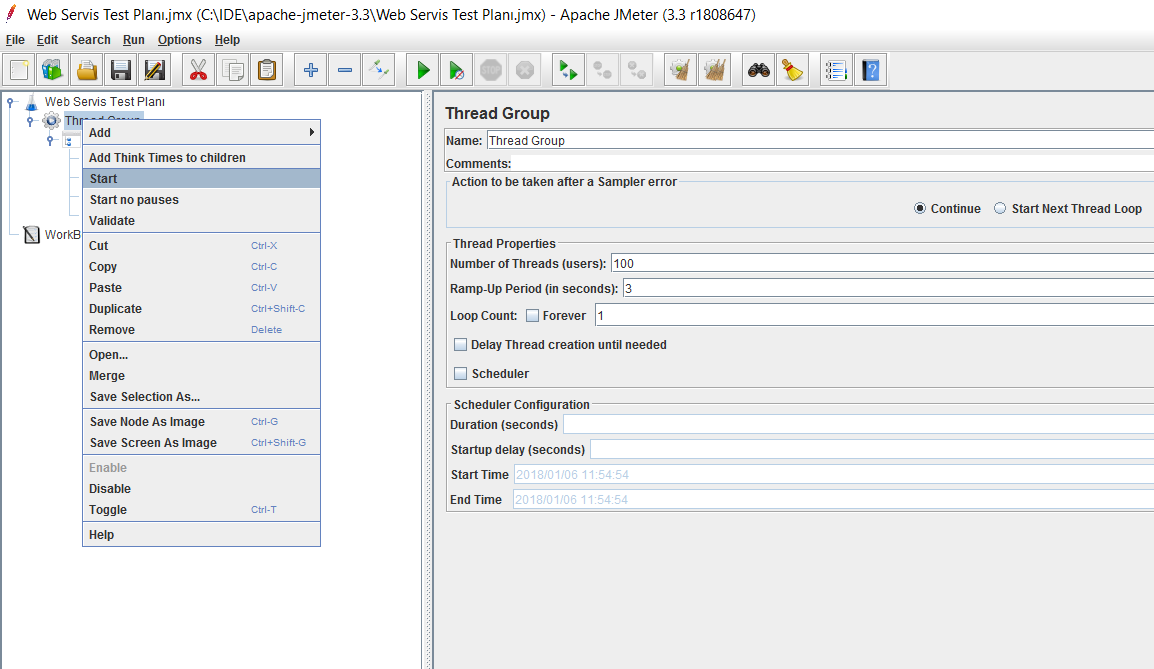 Web Servis Test Planı.jmx (C:\IDE\apache-jmeter-3.3\Web Servis Test Planı.jmx) - Apache JMeter (3.3 r1808647)
File Edit Search Run Options Help
STOP
Web Servis Test Planı
Thread Group
WorkB
Add
Add Think Times to children
Start
Start no pauses
Validate
Cut Ctrl-X
Copy Ctrl-C
Paste Ctrl-V
Duplicate Ctrl+Shift-C
Remove Delete
Open...
Merge
Save Selection As...
Save Node As Image Ctrl-G
Save Screen As Image Ctrl+Shift-G
Enable
Disable
Toggle Ctrl-T
Help
Thread Group
Name: Thread Group
Comments:
Action to be taken after a Sampler error
Continue Start Next Thread Loop
Thread Properties
Number of Threads (users): 100
Ramp-Up Period (in seconds): 3
Loop Count: Forever 1
Delay Thread creation until needed
Scheduler
Scheduler Configuration
Duration (seconds)
Startup delay (seconds)
Start Time 2018/01/06 11:54:54
End Time 2018/01/06 11:54:54